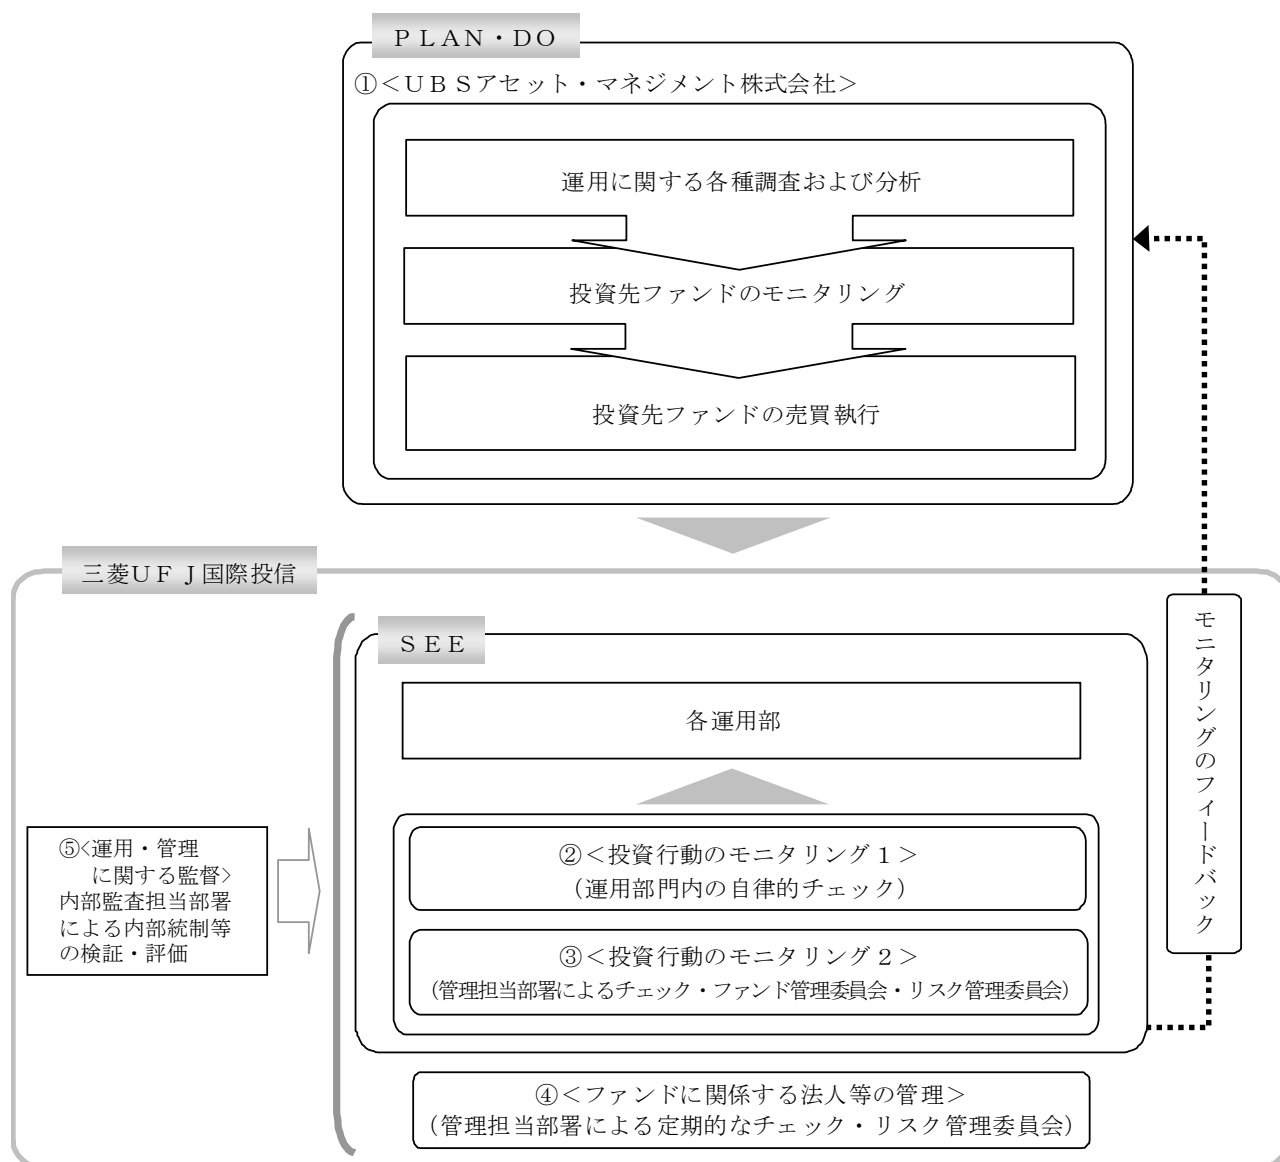 ＰＬＡＮ・ＤＯ
①＜ＵＢＳアセット・マネジメント株式会社＞
運用に関する各種調査および分析
投資先ファンドのモニタリング
投資先ファンドの売買執行
三菱ＵＦＪ国際投信
ＳＥＥ
各運用部
②＜投資行動のモニタリング１＞
（運用部門内の自律的チェック）
③＜投資行動のモニタリング２＞
（管理担当部署によるチェック・ファンド管理委員会・リスク管理委員会）
④＜ファンドに関係する法人等の管理＞
（管理担当部署による定期的なチェック・リスク管理委員会）
⑤<運用・管理
に関する監督>
内部監査担当部署
による内部統制等
の検証・評価
モニタリングのフィードバック